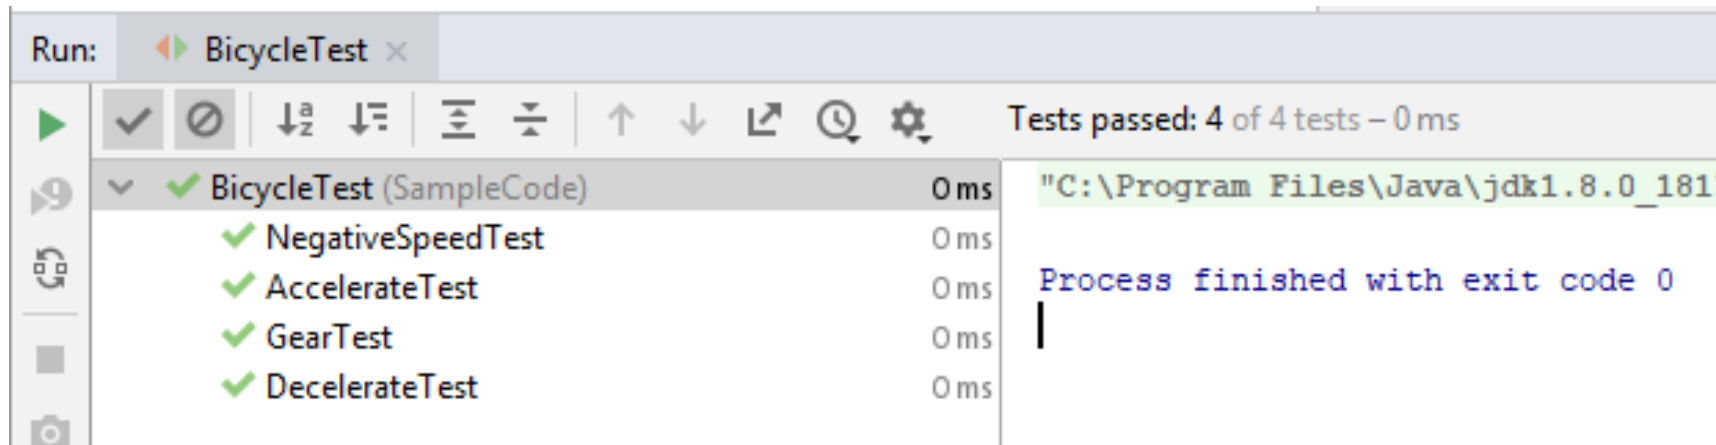 Run: BicycleTest
Tests passed: 4 of 4 tests – 0 ms
BicycleTest (SampleCode) 0 ms
NegativeSpeedTest 0 ms
AccelerateTest 0 ms
GearTest 0 ms
DecelerateTest 0 ms
"C:\Program Files\Java\jdk1.8.0_181
Process finished with exit code 0